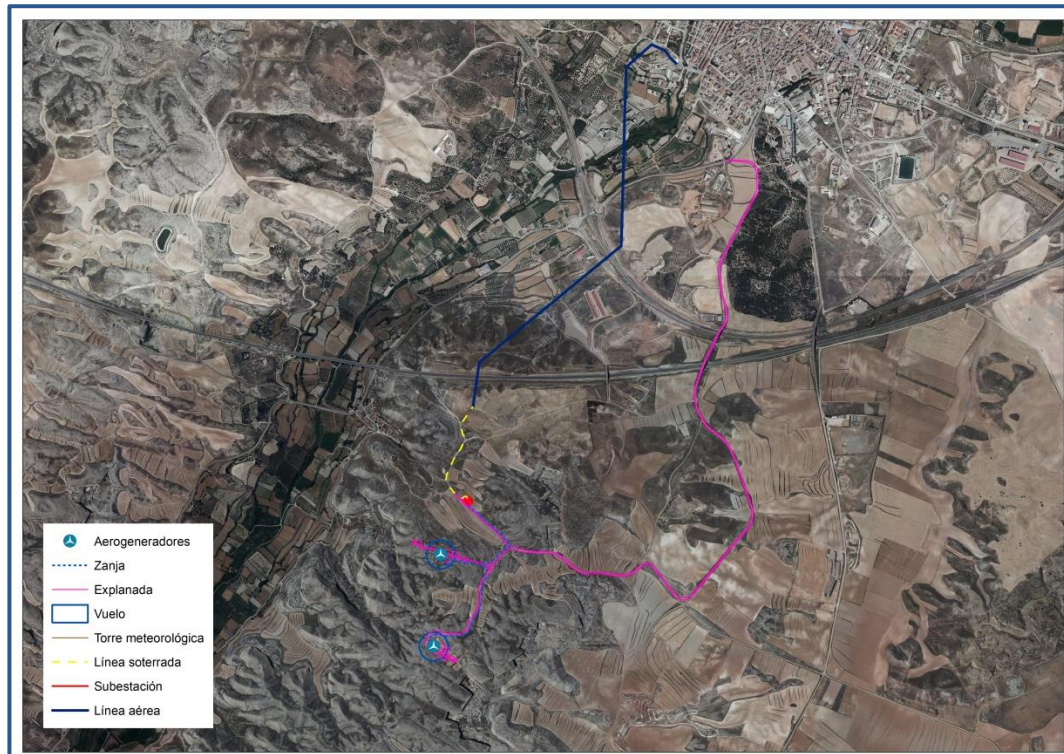 Aerogeneradores
Zanja
Explanada
Vuelo
Torre meteorológica
Línea soterrada
Subestación
Línea aérea